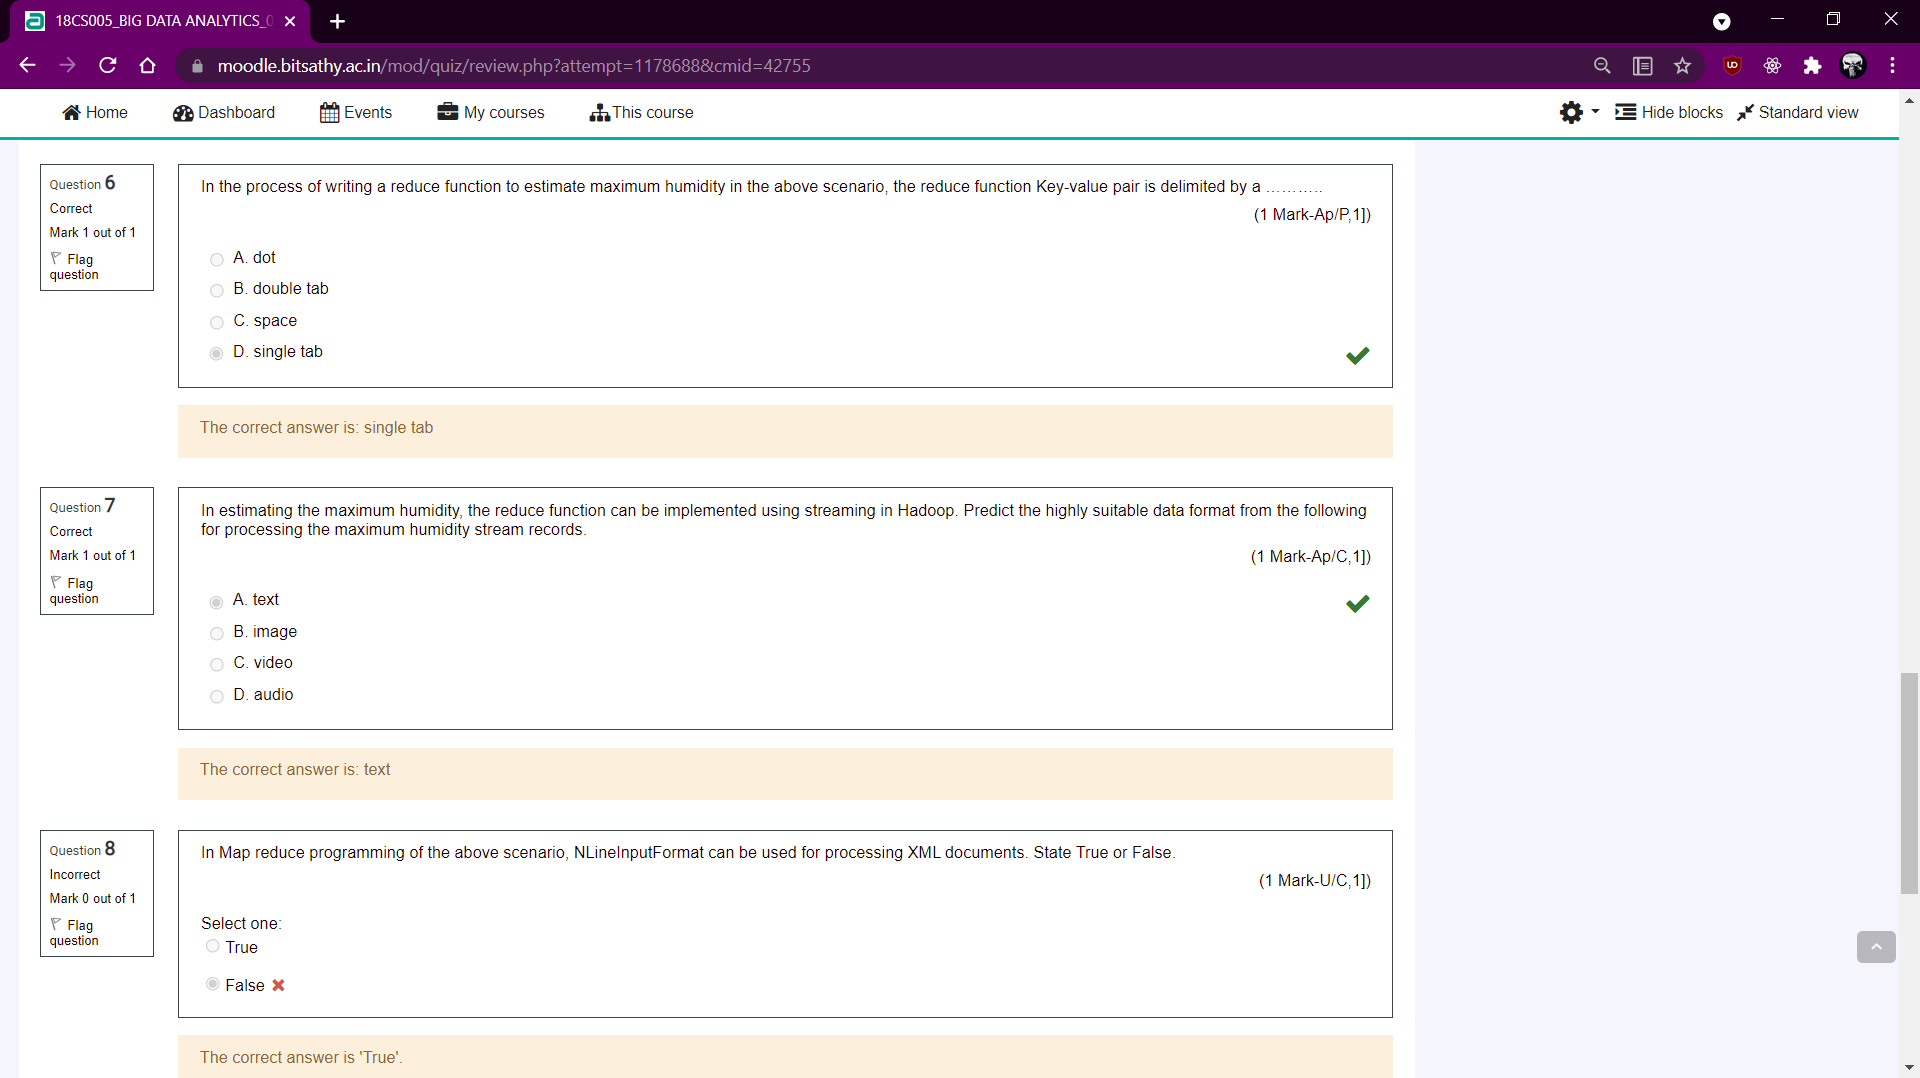 18CS005_BIG DATA ANALYTICS_
moodle.bitsathy.ac.in/mod/quiz/review.php?attempt=1178688&cmid=42755
Home Dashboard Events My courses This course Hide blocks Standard view
Question 6
Correct
Mark 1 out of 1
Flag
question
In the process of writing a reduce function to estimate maximum humidity in the above scenario, the reduce function Key-value pair is delimited by a ...........
(1 Mark-Ap/P,1])
A. dot
B. double tab
C. space
D. single tab
The correct answer is: single tab
Question 7
Correct
Mark 1 out of 1
Flag
question
In estimating the maximum humidity, the reduce function can be implemented using streaming in Hadoop. Predict the highly suitable data format from the following
for processing the maximum humidity stream records.
(1 Mark-Ap/C,1])
A. text
B. image
C. video
D. audio
The correct answer is: text
Question 8
Incorrect
Mark 0 out of 1
Flag
question
In Map reduce programming of the above scenario, NLineInputFormat can be used for processing XML documents. State True or False.
(1 Mark-U/C,1])
Select one:
True
False
The correct answer is 'True'.